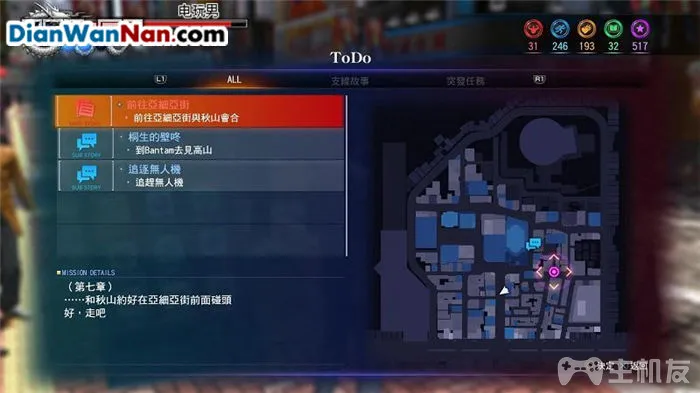 电玩男
DianWanNan.com
31 246 193 32 517
ToDo
L1 ALL 支線故事 突發任務 R1
・前往亞細亞街
・前往亞細亞街與秋山會合
・桐生的壁咚
・到Bantam去見高山
SUB STORY
・追逐無人機
・追趕無人機
SUB STORY
MISSION DETAILS
（第七章）
……和秋山約好在亞細亞街前面碰頭
好，走吧
決定 返回
主机友